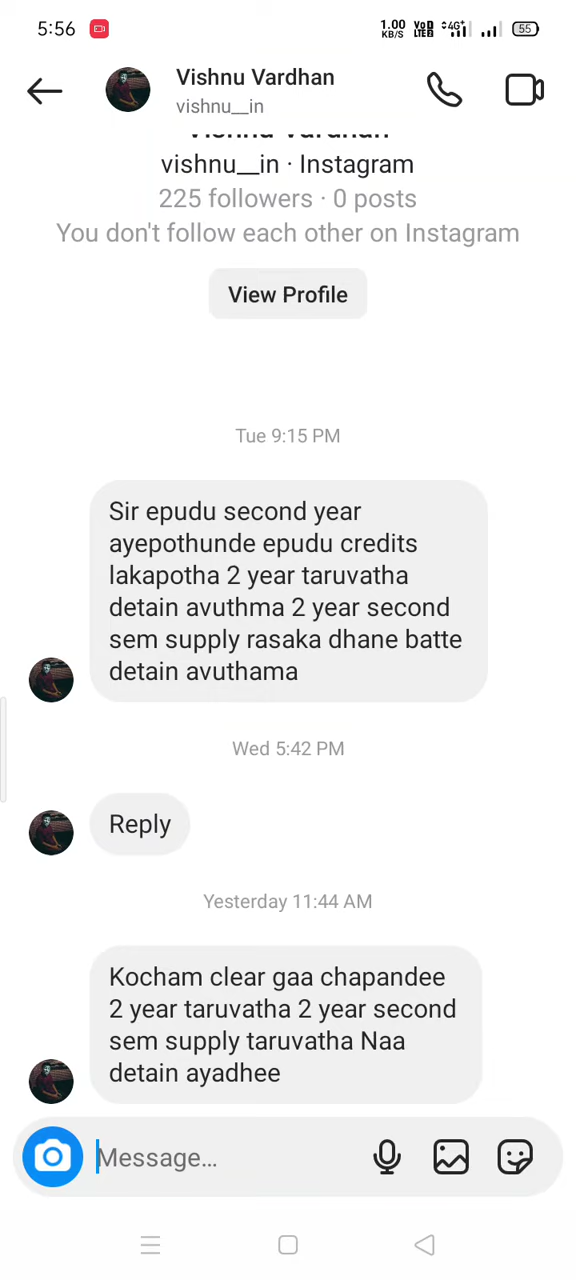 5:56
1.00 KB/S VoD LTE2 4G+ 55
Vishnu Vardhan
vishnu__in
Vishnu Vardhan
vishnu__in · Instagram
225 followers · 0 posts
You don't follow each other on Instagram
View Profile
Tue 9:15 PM
Sir epudu second year
ayepothunde epudu credits
lakapotha 2 year taruvatha
detain avuthma 2 year second
sem supply rasaka dhane batte
detain avuthama
Wed 5:42 PM
Reply
Yesterday 11:44 AM
Kocham clear gaa chapandee
2 year taruvatha 2 year second
sem supply taruvatha Naa
detain ayadhee
Message...